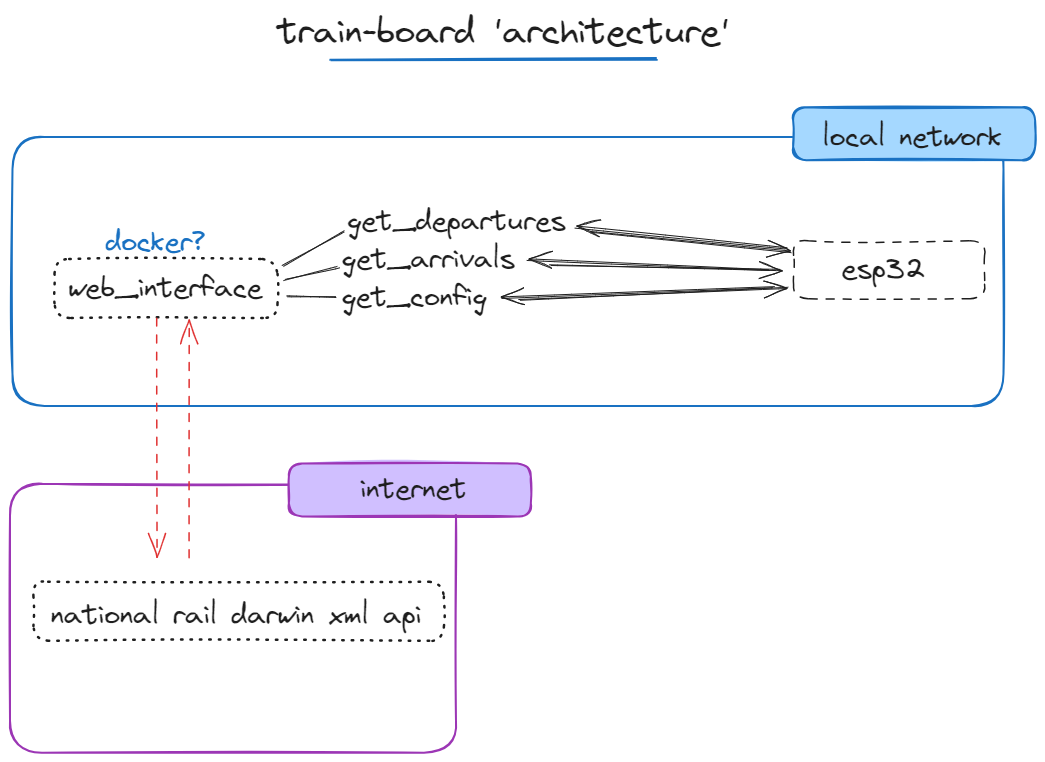 train-board 'architecture'
local network
docker?
web_interface
get_departures
get_arrivals
get_config
esp32
internet
national rail darwin xml api